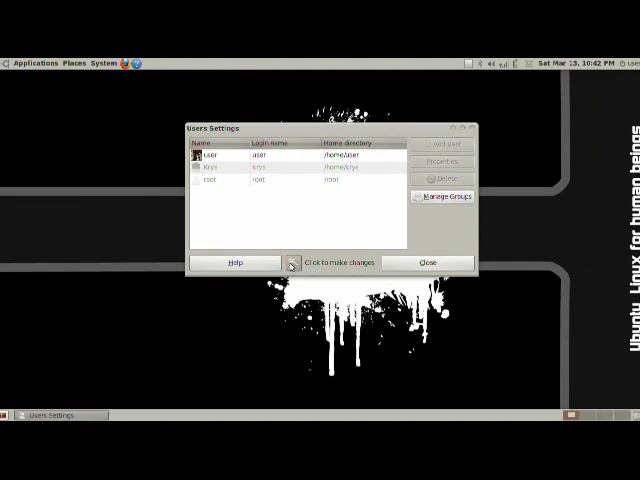 Applications Places System
Sat Mar 13, 10:42 PM
Users Settings
Name Login name Home directory
user user /home/user
Krys krys /home/krys
root root /root
Add User
Properties
Delete
Manage Groups
Help
Click to make changes
Close
Ubuntu, Linux for human beings
Users Settings